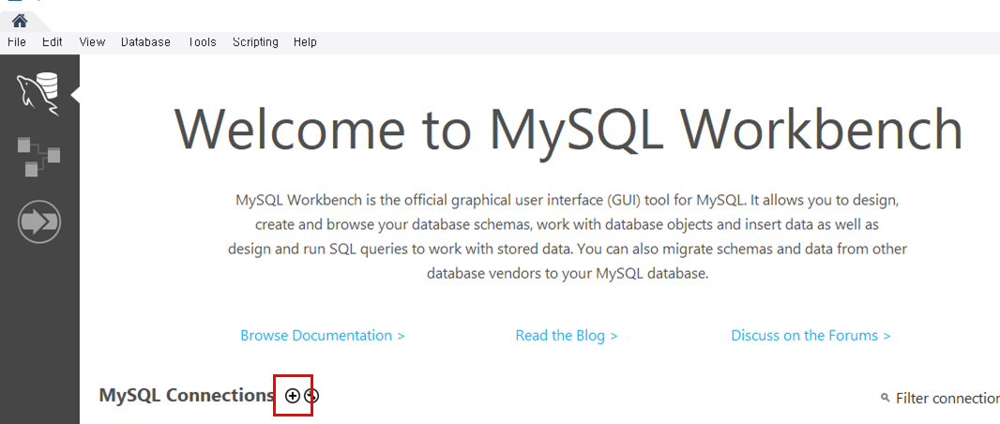 File Edit View Database Tools Scripting Help
Welcome to MySQL Workbench
MySQL Workbench is the official graphical user interface (GUI) tool for MySQL. It allows you to design,
create and browse your database schemas, work with database objects and insert data as well as
design and run SQL queries to work with stored data. You can also migrate schemas and data from other
database vendors to your MySQL database.
Browse Documentation > Read the Blog > Discuss on the Forums >
MySQL Connections Filter connection